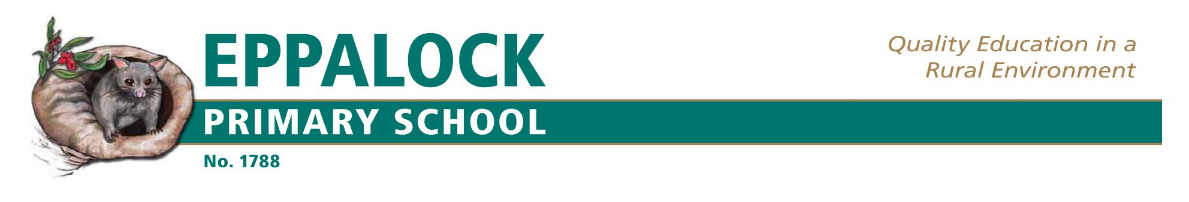 EPPALOCK
PRIMARY SCHOOL
No. 1788
Quality Education in a
Rural Environment